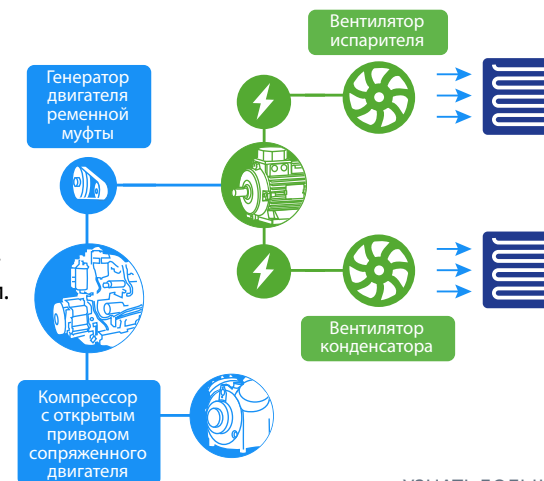 Вентилятор
испарителя
Генератор
двигателя
ременной
муфты
Вентилятор
конденсатора
Компрессор
с открытым
приводом
сопряженного
двигателя